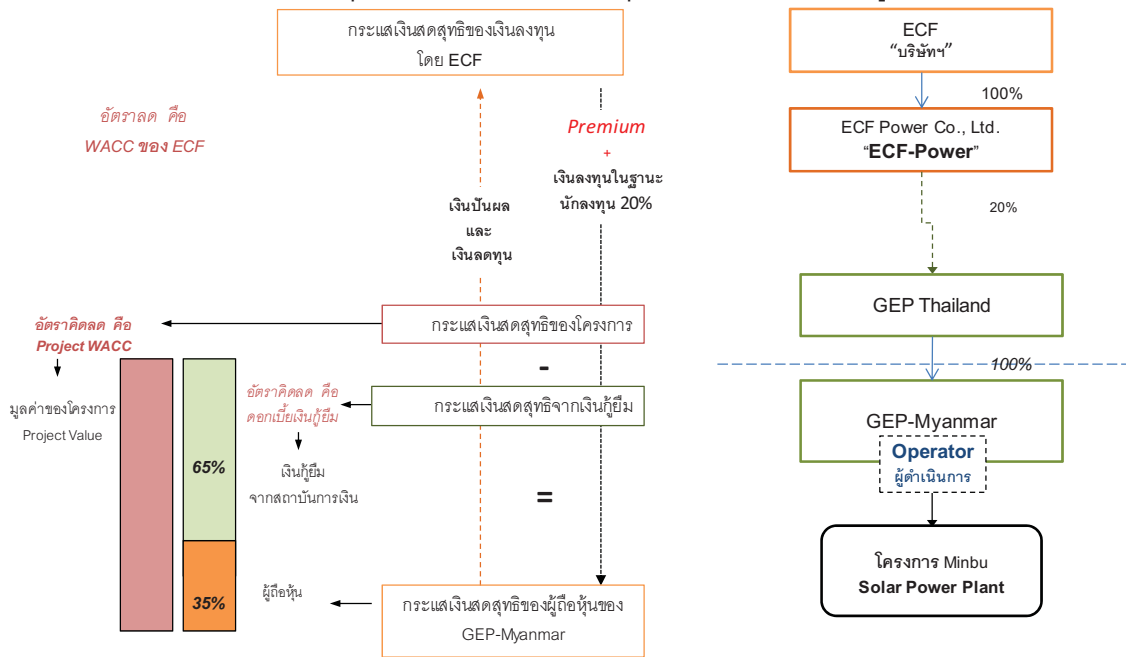 กระแสเงินสดสุทธิของเงินลงทุน
โดย ECF
อัตราลด คือ
WACC ของ ECF
Premium
+
เงินลงทุนในฐานะ
นักลงทุน 20%
เงินปันผล
และ
เงินลดทุน
อัตราคิดลด คือ
Project WACC
กระแสเงินสดสุทธิของโครงการ
-
มูลค่าของโครงการ
Project Value
อัตราคิดลด คือ
ดอกเบี้ยเงินกู้ยืม
กระแสเงินสดสุทธิจากเงินกู้ยืม
65%
เงินกู้ยืม
จากสถาบันการเงิน
=
35%
ผู้ถือหุ้น
กระแสเงินสดสุทธิของผู้ถือหุ้นของ
GEP-Myanmar
ECF
“บริษัทฯ”
100%
ECF Power Co., Ltd.
“ECF-Power”
20%
GEP Thailand
100%
GEP-Myanmar
Operator
ผู้ดำเนินการ
โครงการ Minbu
Solar Power Plant